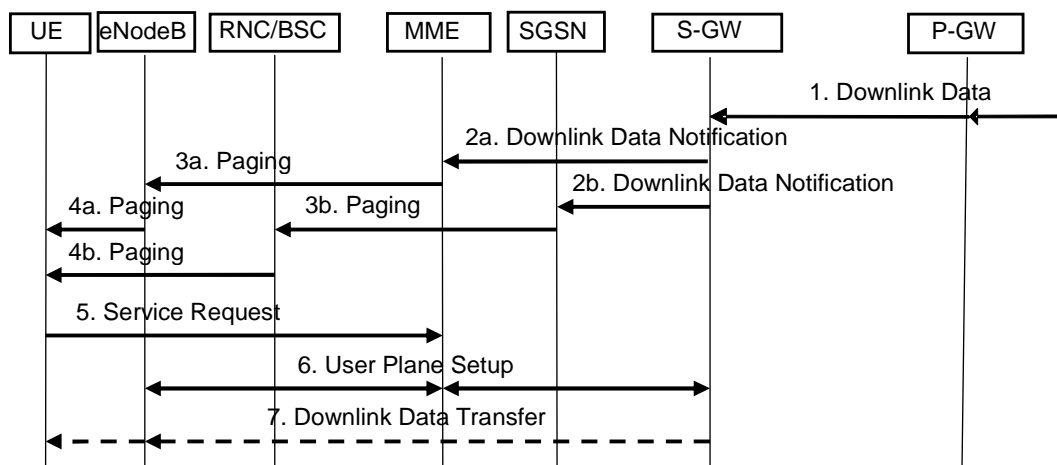 UE eNodeB RNC/BSC MME SGSN S-GW P-GW
1. Downlink Data
2a. Downlink Data Notification
3a. Paging
2b. Downlink Data Notification
4a. Paging
3b. Paging
4b. Paging
5. Service Request
6. User Plane Setup
7. Downlink Data Transfer